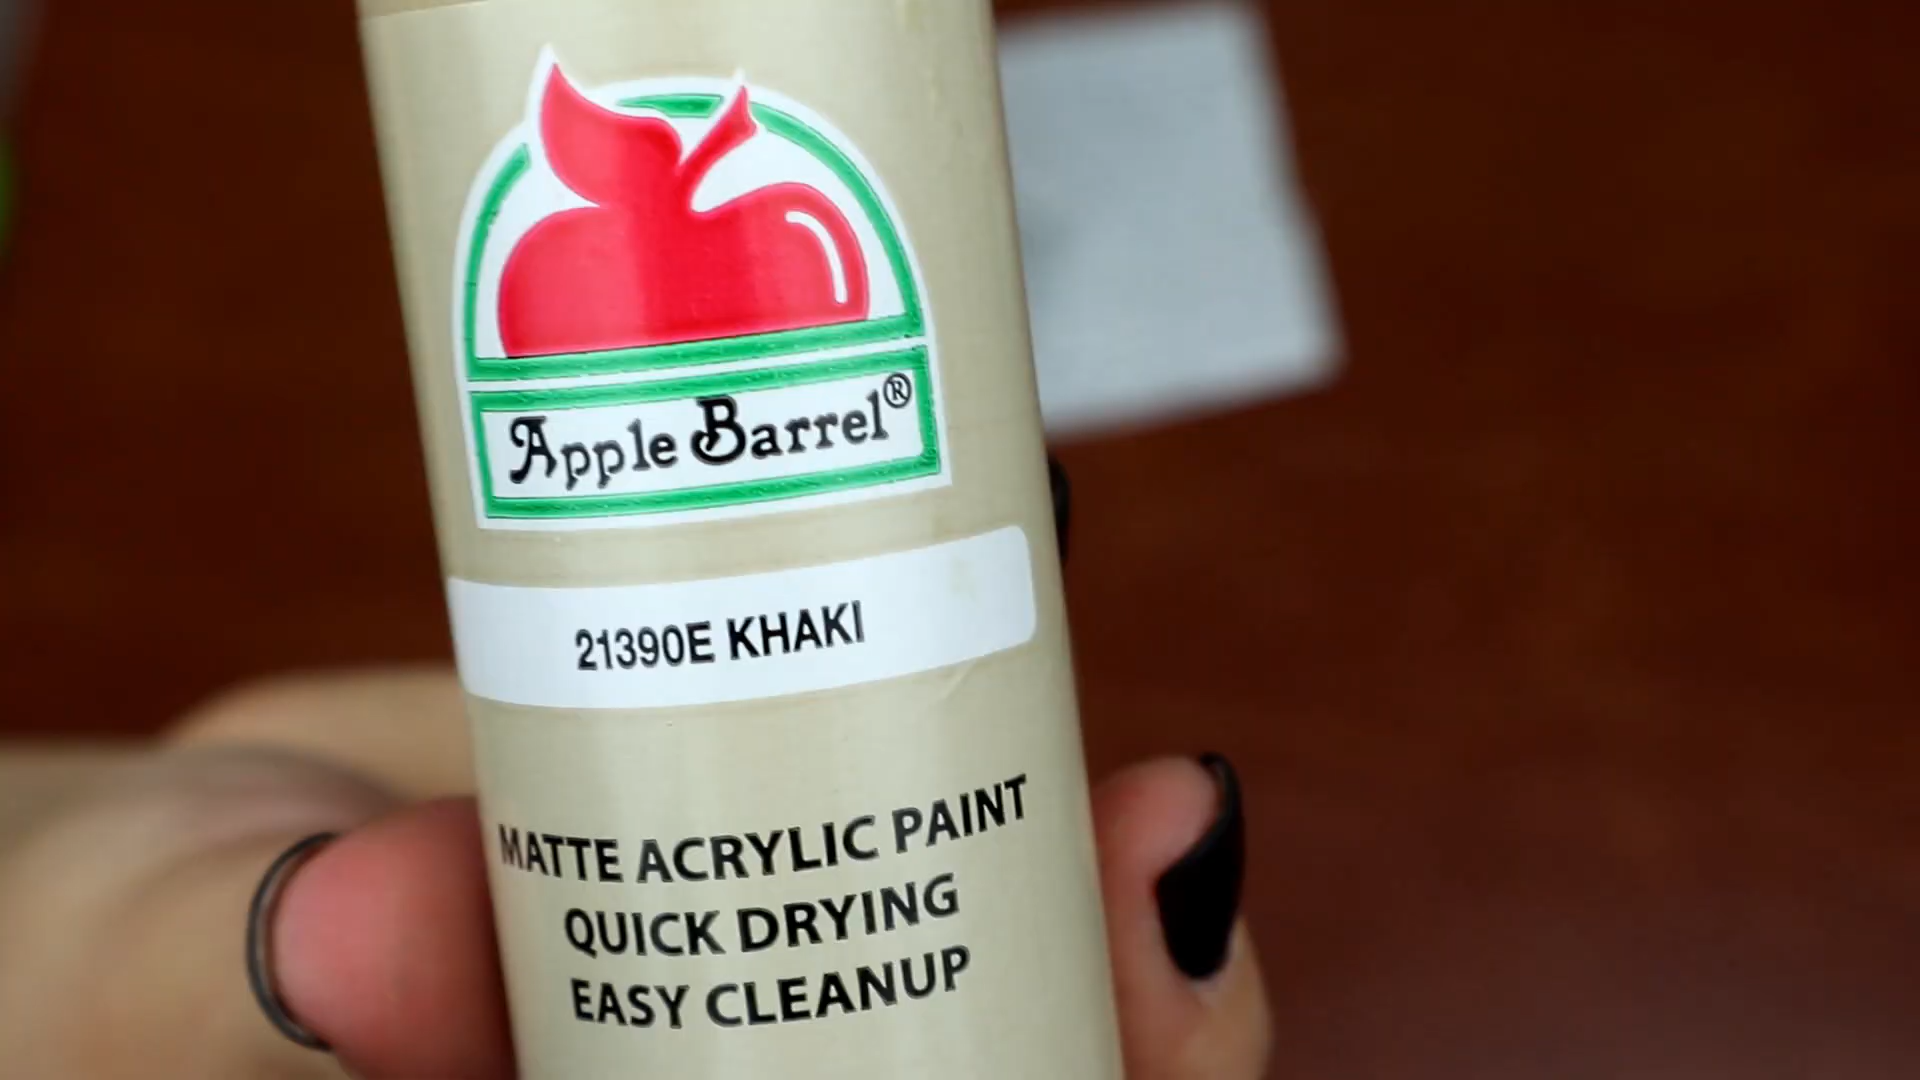 Apple Barrel®
21390E KHAKI
MATTE ACRYLIC PAINT
QUICK DRYING
EASY CLEANUP